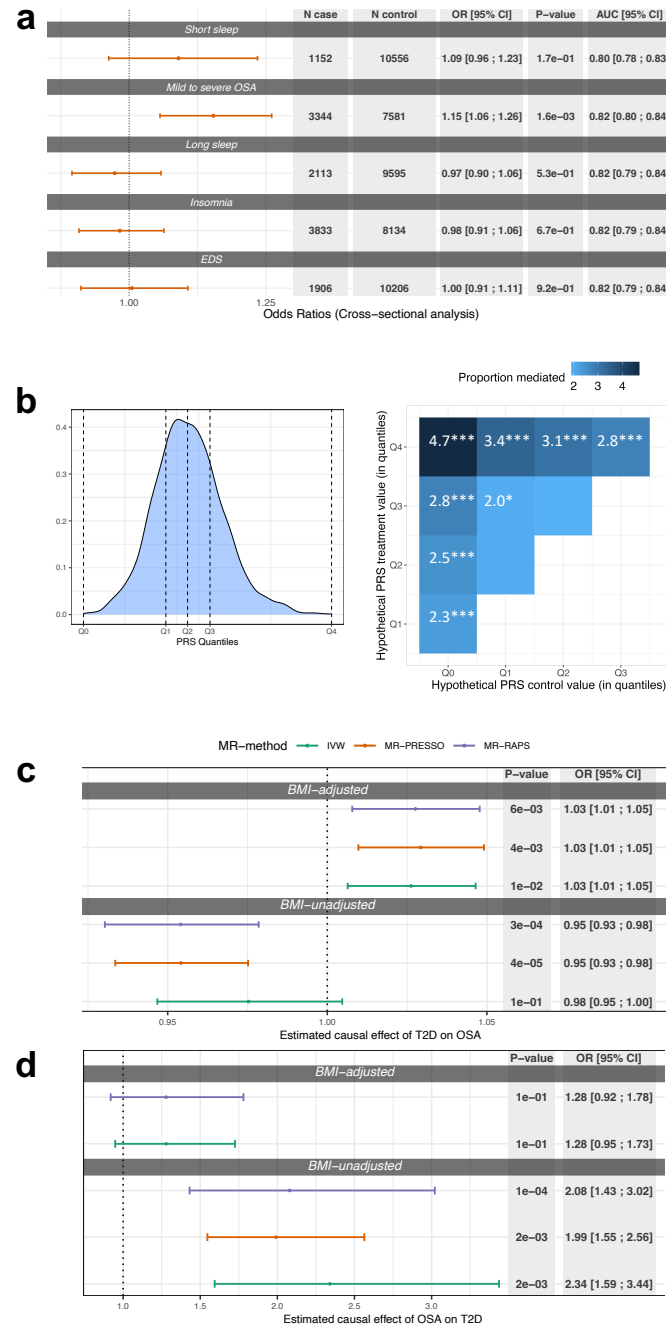 a
N case N control OR [95% CI] P−value AUC [95% CI]
Short sleep
1152 10556 1.09 [0.96 ; 1.23] 1.7e−01 0.80 [0.78 ; 0.83
Mild to severe OSA
3344 7581 1.15 [1.06 ; 1.26] 1.6e−03 0.82 [0.80 ; 0.84
Long sleep
2113 9595 0.97 [0.90 ; 1.06] 5.3e−01 0.82 [0.79 ; 0.84
Insomnia
3833 8134 0.98 [0.91 ; 1.06] 6.7e−01 0.82 [0.79 ; 0.84
EDS
1906 10206 1.00 [0.91 ; 1.11] 9.2e−01 0.82 [0.79 ; 0.84
1.00 1.25
Odds Ratios (Cross−sectional analysis)
b
0.4
0.3
0.2
0.1
0.0
Q0 Q1 Q2 Q3 Q4
PRS Quantiles
Proportion mediated
2 3 4
Hypothetical PRS treatment value (in quantiles)
Q4 4.7*** 3.4*** 3.1*** 2.8***
Q3 2.8*** 2.0*
Q2 2.5***
Q1 2.3***
Q0 Q1 Q2 Q3
Hypothetical PRS control value (in quantiles)
MR−method IVW MR−PRESSO MR−RAPS
c
P−value OR [95% CI]
BMI−adjusted
6e−03 1.03 [1.01 ; 1.05]
4e−03 1.03 [1.01 ; 1.05]
1e−02 1.03 [1.01 ; 1.05]
BMI−unadjusted
3e−04 0.95 [0.93 ; 0.98]
4e−05 0.95 [0.93 ; 0.98]
1e−01 0.98 [0.95 ; 1.00]
0.95 1.00 1.05
Estimated causal effect of T2D on OSA
d
P−value OR [95% CI]
BMI−adjusted
1e−01 1.28 [0.92 ; 1.78]
1e−01 1.28 [0.95 ; 1.73]
BMI−unadjusted
1e−04 2.08 [1.43 ; 3.02]
2e−03 1.99 [1.55 ; 2.56]
2e−03 2.34 [1.59 ; 3.44]
1.0 1.5 2.0 2.5 3.0
Estimated causal effect of OSA on T2D